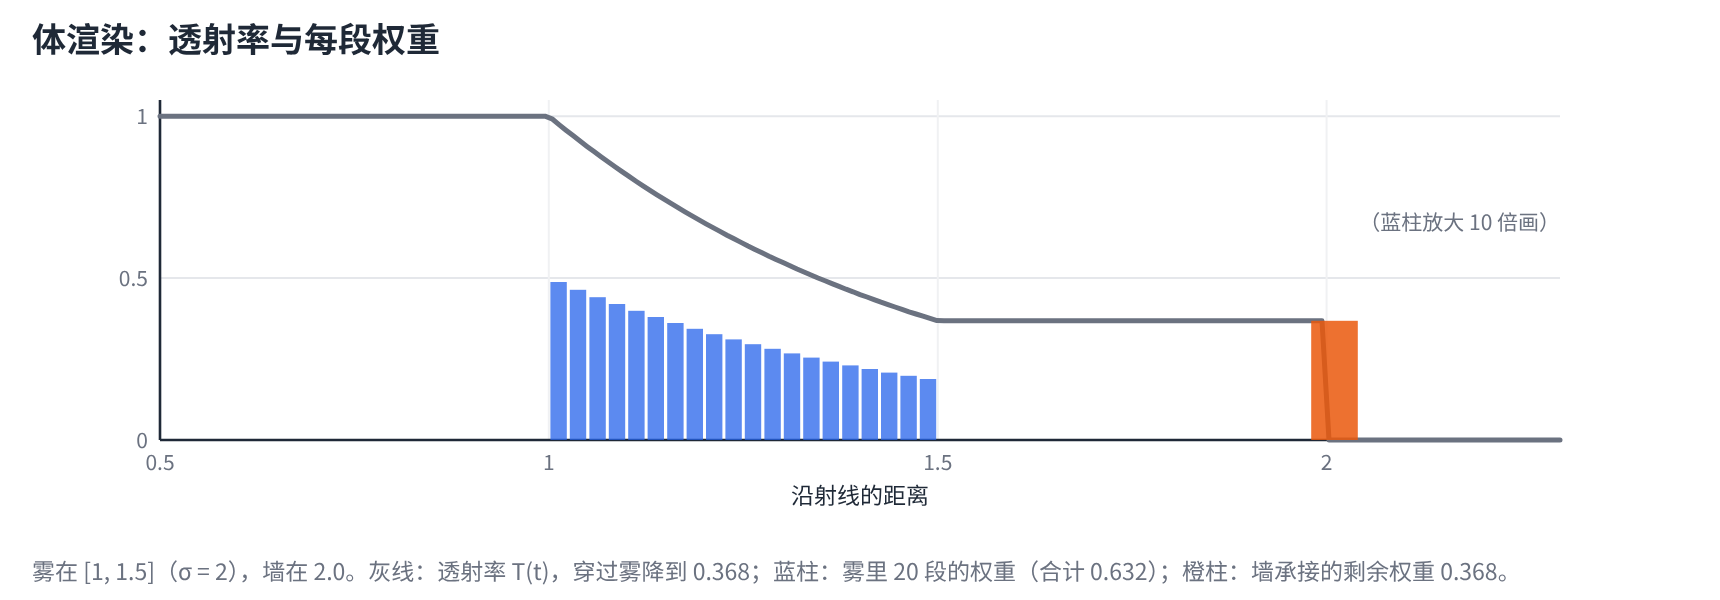 体渲染：透射率与每段权重
1
（蓝柱放大 10 倍画）
0.5
0
0.5 1 1.5 2
沿射线的距离
雾在 [1, 1.5]（σ = 2），墙在 2.0。灰线：透射率 T(t)，穿过雾降到 0.368；蓝柱：雾里 20 段的权重（合计 0.632）；橙柱：墙承接的剩余权重 0.368。